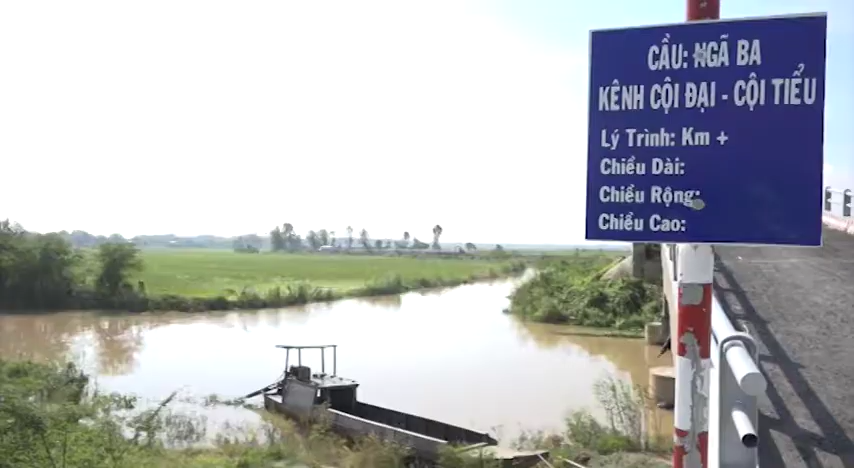 CẦU: NGÃ BA
KÊNH CỘI ĐẠI - CỘI TIỂU
Lý Trình: Km +
Chiều Dài:
Chiều Rộng:
Chiều Cao: